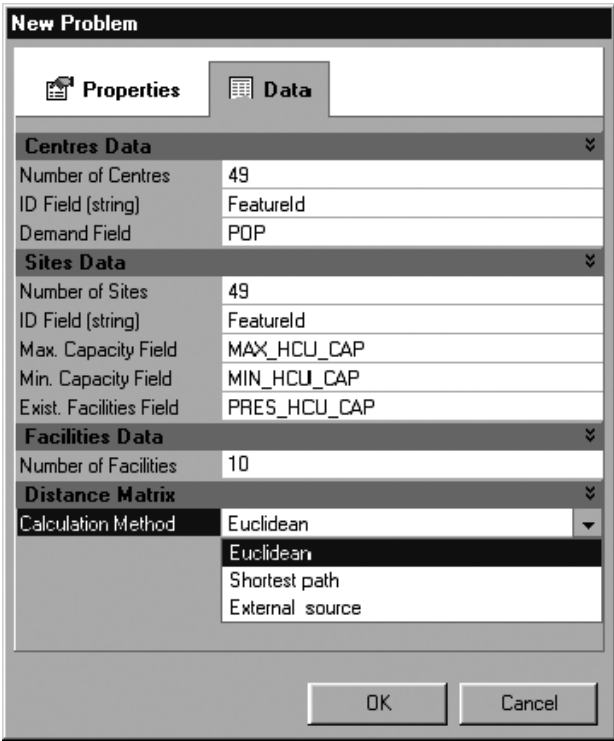 New Problem
Properties Data
Centres Data
Number of Centres 49
ID Field (string) FeatureId
Demand Field POP
Sites Data
Number of Sites 49
ID Field (string) FeatureId
Max. Capacity Field MAX_HCU_CAP
Min. Capacity Field MIN_HCU_CAP
Exist. Facilities Field PRES_HCU_CAP
Facilities Data
Number of Facilities 10
Distance Matrix
Calculation Method Euclidean
Euclidean
Shortest path
External source
OK Cancel